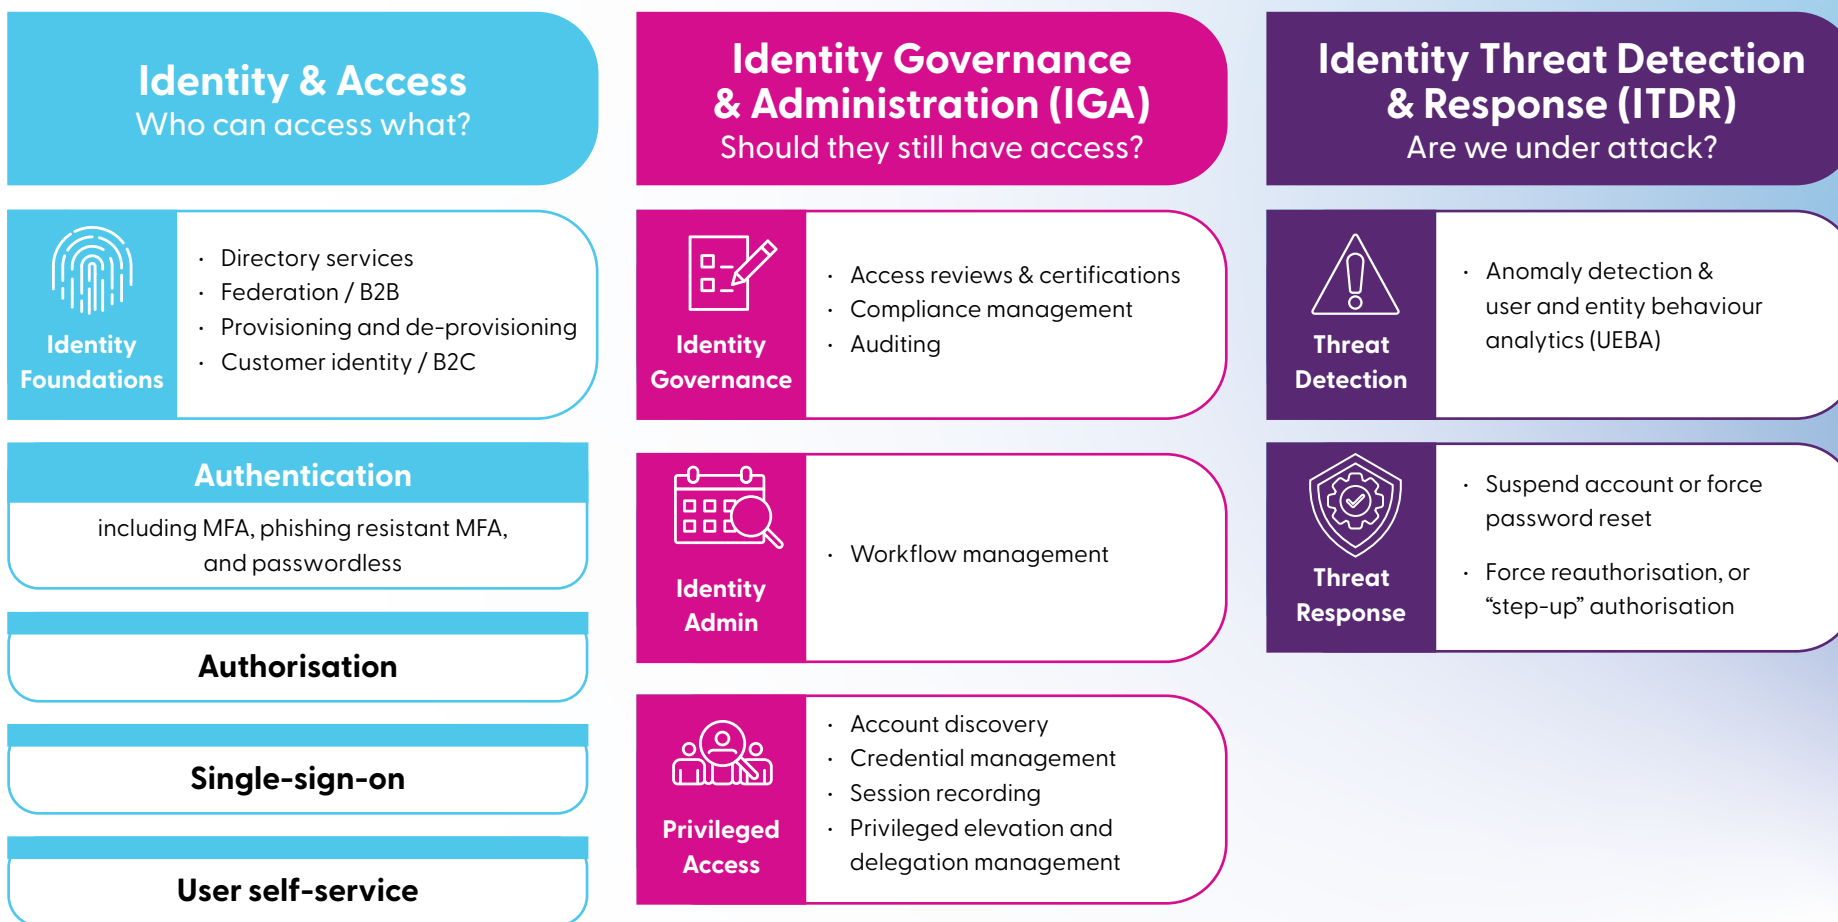 Identity & Access
Who can access what?
Identity
Foundations
· Directory services
· Federation / B2B
· Provisioning and de-provisioning
· Customer identity / B2C
Authentication
including MFA, phishing resistant MFA,
and passwordless
Authorisation
Single-sign-on
User self-service
Identity Governance
& Administration (IGA)
Should they still have access?
Identity
Governance
· Access reviews & certifications
· Compliance management
· Auditing
Identity
Admin
· Workflow management
Privileged
Access
· Account discovery
· Credential management
· Session recording
· Privileged elevation and
delegation management
Identity Threat Detection
& Response (ITDR)
Are we under attack?
Threat
Detection
· Anomaly detection &
user and entity behaviour
analytics (UEBA)
Threat
Response
· Suspend account or force
password reset
· Force reauthorisation, or
“step-up” authorisation